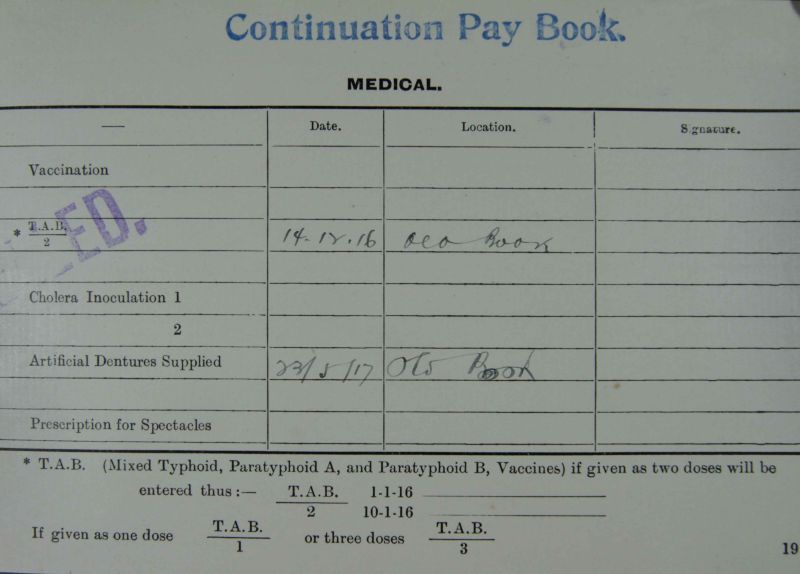 Continuation Pay Book.
MEDICAL.
— Date. Location. Signature.
Vaccination
* T.A.B. 14.12.16 Old Book
2
Cholera Inoculation 1
2
Artificial Dentures Supplied 23/5/17 Old Book
Prescription for Spectacles
* T.A.B. (Mixed Typhoid, Paratyphoid A, and Paratyphoid B, Vaccines) if given as two doses will be
entered thus :— T.A.B. 1-1-16
2 10-1-16
If given as one dose T.A.B. or three doses T.A.B.
1 3
19